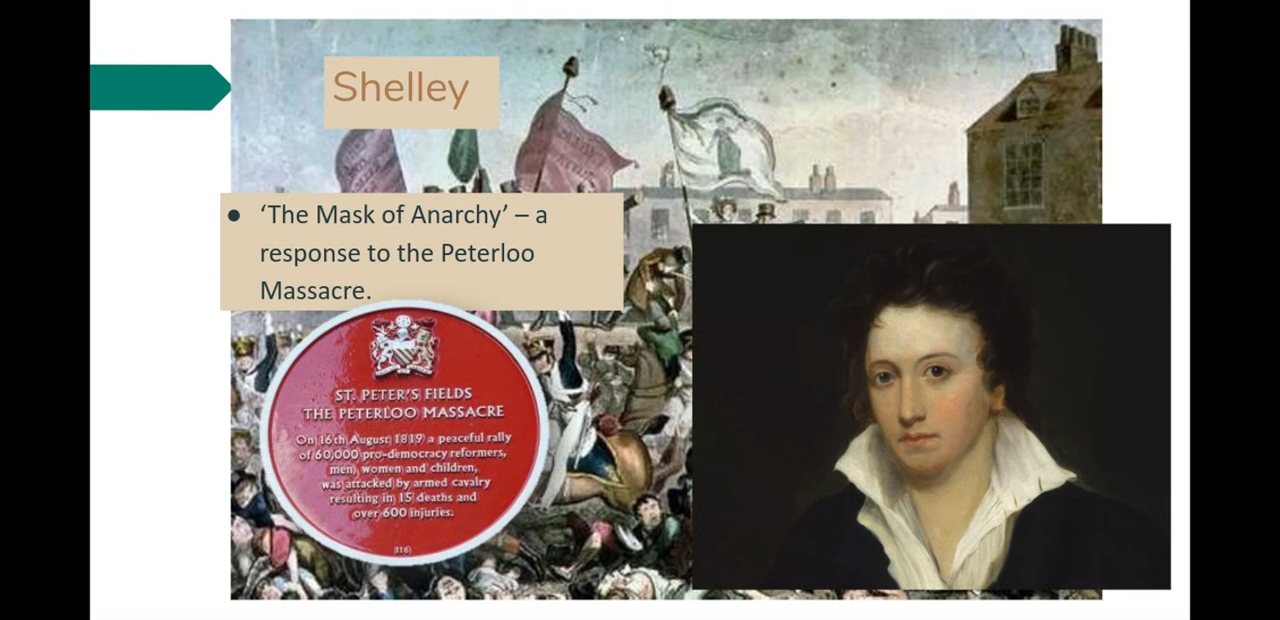 Shelley
● ‘The Mask of Anarchy’ – a
response to the Peterloo
Massacre.
ST. PETER'S FIELDS
THE PETERLOO MASSACRE
On 16th August 1819 a peaceful rally
of 60,000 pro-democracy reformers,
men, women and children,
was attacked by armed cavalry
resulting in 15 deaths and
over 600 injuries.
(116)